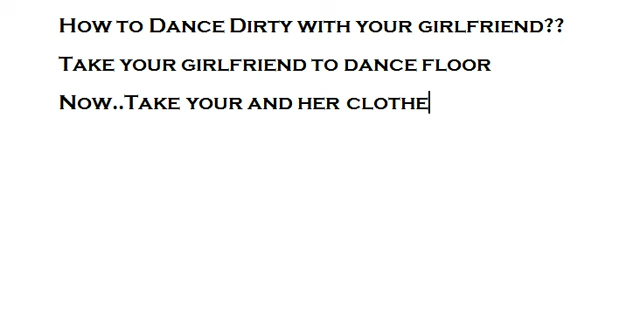 How to Dance Dirty with your girlfriend??
Take your girlfriend to dance floor
Now..Take your and her clothe